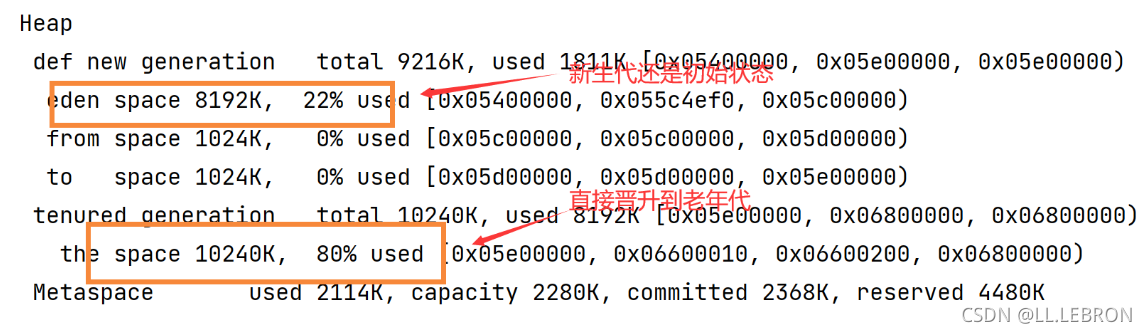 Heap
def new generation   total 9216K, used 1811K [0x05400000, 0x05e00000, 0x05e00000)
新生代还是初始状态
eden space 8192K,  22% used [0x05400000, 0x055c4ef0, 0x05c00000)
from space 1024K,   0% used [0x05c00000, 0x05c00000, 0x05d00000)
to   space 1024K,   0% used [0x05d00000, 0x05d00000, 0x05e00000)
直接晋升到老年代
tenured generation   total 10240K, used 8192K [0x05e00000, 0x06800000, 0x06800000)
the space 10240K,  80% used [0x05e00000, 0x06600010, 0x06600200, 0x06800000)
Metaspace       used 2114K, capacity 2280K, committed 2368K, reserved 4480K
CSDN @LL.LEBRON